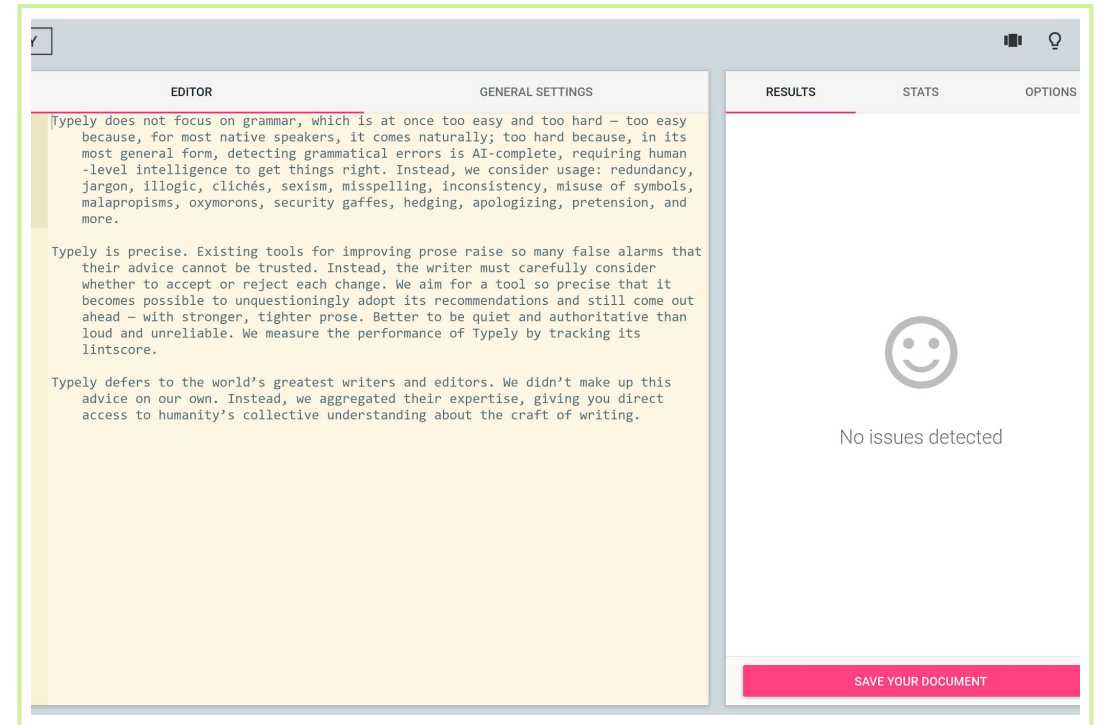 Y
EDITOR
GENERAL SETTINGS
RESULTS
STATS
OPTIONS
Typely does not focus on grammar, which is at once too easy and too hard — too easy
because, for most native speakers, it comes naturally; too hard because, in its
most general form, detecting grammatical errors is AI-complete, requiring human
-level intelligence to get things right. Instead, we consider usage: redundancy,
jargon, illogic, clichés, sexism, misspelling, inconsistency, misuse of symbols,
malapropisms, oxymorons, security gaffes, hedging, apologizing, pretension, and
more.
Typely is precise. Existing tools for improving prose raise so many false alarms that
their advice cannot be trusted. Instead, the writer must carefully consider
whether to accept or reject each change. We aim for a tool so precise that it
becomes possible to unquestioningly adopt its recommendations and still come out
ahead — with stronger, tighter prose. Better to be quiet and authoritative than
loud and unreliable. We measure the performance of Typely by tracking its
lintscore.
Typely defers to the world’s greatest writers and editors. We didn’t make up this
advice on our own. Instead, we aggregated their expertise, giving you direct
access to humanity’s collective understanding about the craft of writing.
No issues detected
SAVE YOUR DOCUMENT